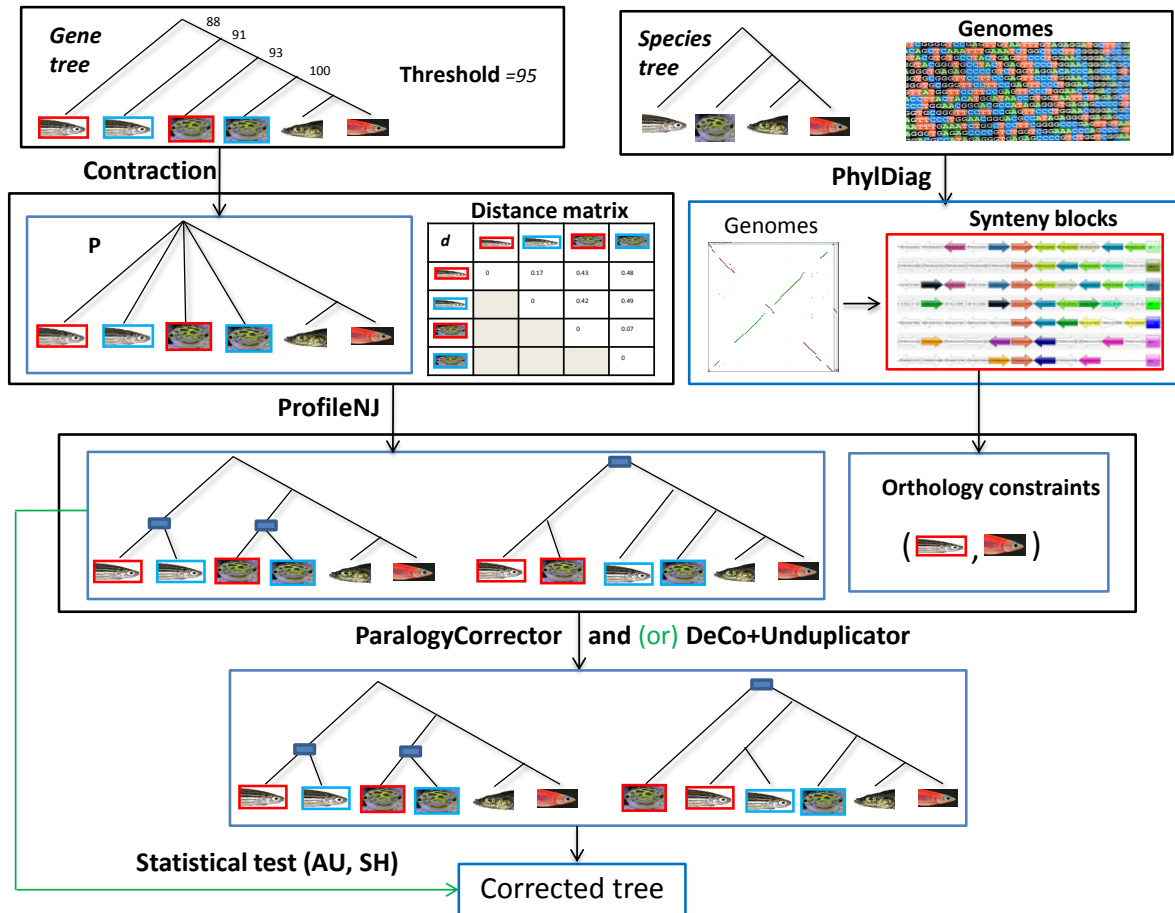 Gene
tree
88
91
93
100
Threshold =95
Species
tree
Genomes
Contraction
PhylDiag
P
Distance matrix
d
0 0.17 0.43 0.48
0 0.42 0.49
0 0.07
0
Genomes
Synteny blocks
ProfileNJ
Orthology constraints
( , )
ParalogyCorrector and (or) DeCo+Unduplicator
Statistical test (AU, SH)
Corrected tree